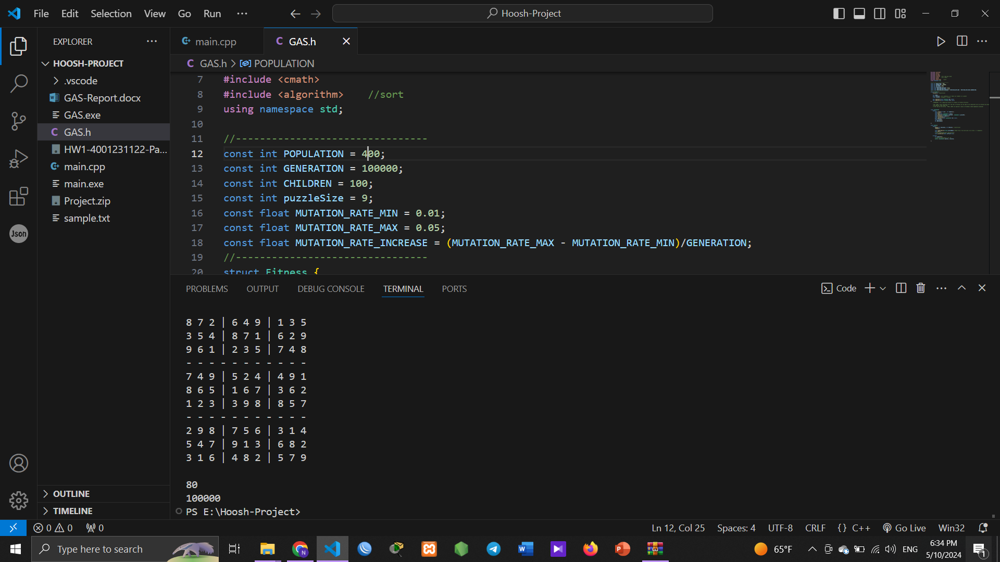 File Edit Selection View Go Run ···
Hoosh-Project
EXPLORER ···
HOOSH-PROJECT
.vscode
GAS-Report.docx
GAS.exe
C GAS.h
HW1-4001231122-Pa...
main.cpp
main.exe
Project.zip
sample.txt
Json
OUTLINE
TIMELINE
main.cpp
C GAS.h
C GAS.h > POPULATION
7 #include <cmath>
8 #include <algorithm> //sort
9 using namespace std;
10
11 //--------------------------------
12 const int POPULATION = 400;
13 const int GENERATION = 100000;
14 const int CHILDREN = 100;
15 const int puzzleSize = 9;
16 const float MUTATION_RATE_MIN = 0.01;
17 const float MUTATION_RATE_MAX = 0.05;
18 const float MUTATION_RATE_INCREASE = (MUTATION_RATE_MAX - MUTATION_RATE_MIN)/GENERATION;
19 //--------------------------------
20 struct Fitness {
PROBLEMS OUTPUT DEBUG CONSOLE TERMINAL PORTS
Code
8 7 2 | 6 4 9 | 1 3 5
3 5 4 | 8 7 1 | 6 2 9
9 6 1 | 2 3 5 | 7 4 8
- - - - - - - - - - -
7 4 9 | 5 2 4 | 4 9 1
8 6 5 | 1 6 7 | 3 6 2
1 2 3 | 3 9 8 | 8 5 7
- - - - - - - - - - -
2 9 8 | 7 5 6 | 3 1 4
5 4 7 | 9 1 3 | 6 8 2
3 1 6 | 4 8 2 | 5 7 9
80
100000
PS E:\Hoosh-Project>
0 0 0
Ln 12, Col 25 Spaces: 4 UTF-8 CRLF {} C++ Go Live Win32
Type here to search
65°F
ENG
6:34 PM
5/10/2024
1